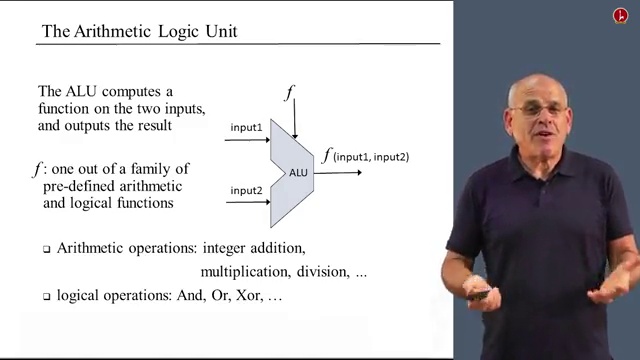 The Arithmetic Logic Unit
The ALU computes a
function on the two inputs,
and outputs the result
f : one out of a family of
pre-defined arithmetic
and logical functions
f
input1
input2
ALU
f (input1, input2)
Arithmetic operations: integer addition,
multiplication, division, ...
logical operations: And, Or, Xor, …